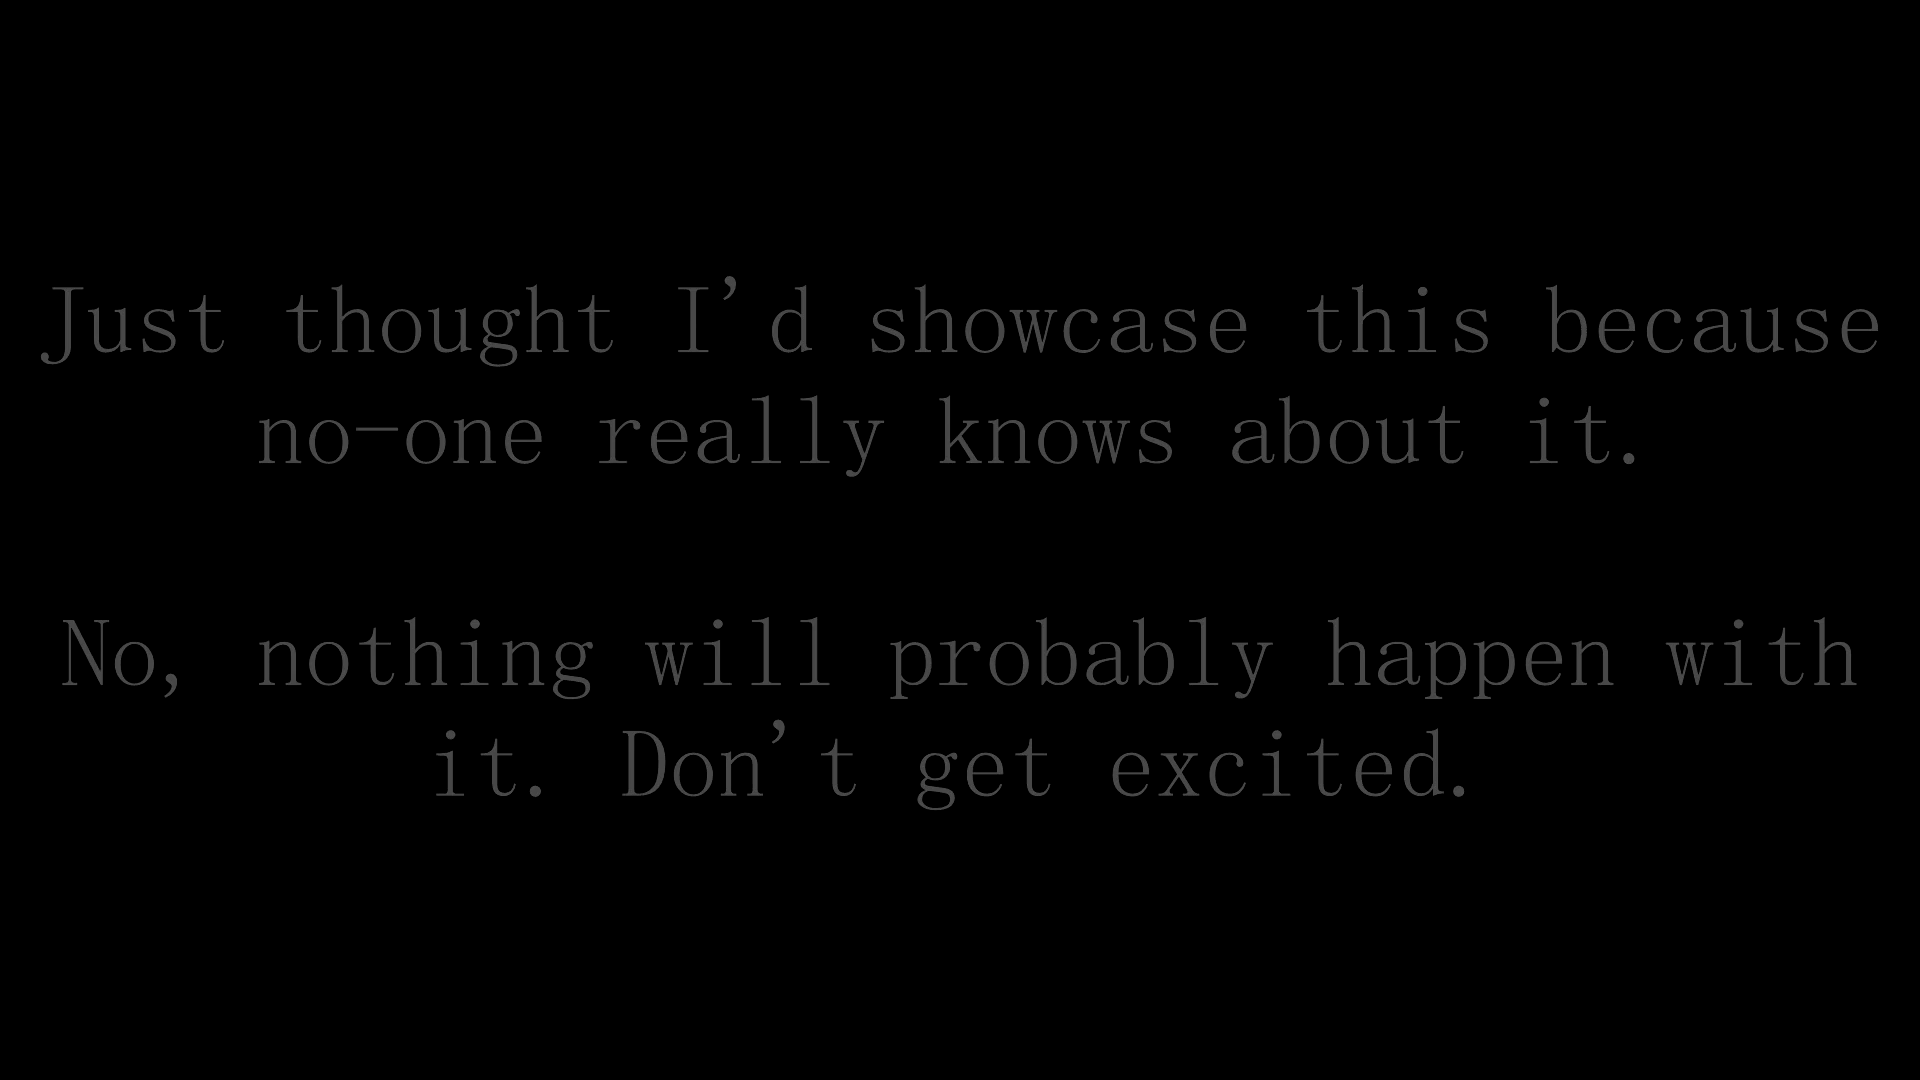 Just thought I'd showcase this because
no-one really knows about it.
No, nothing will probably happen with
it. Don't get excited.